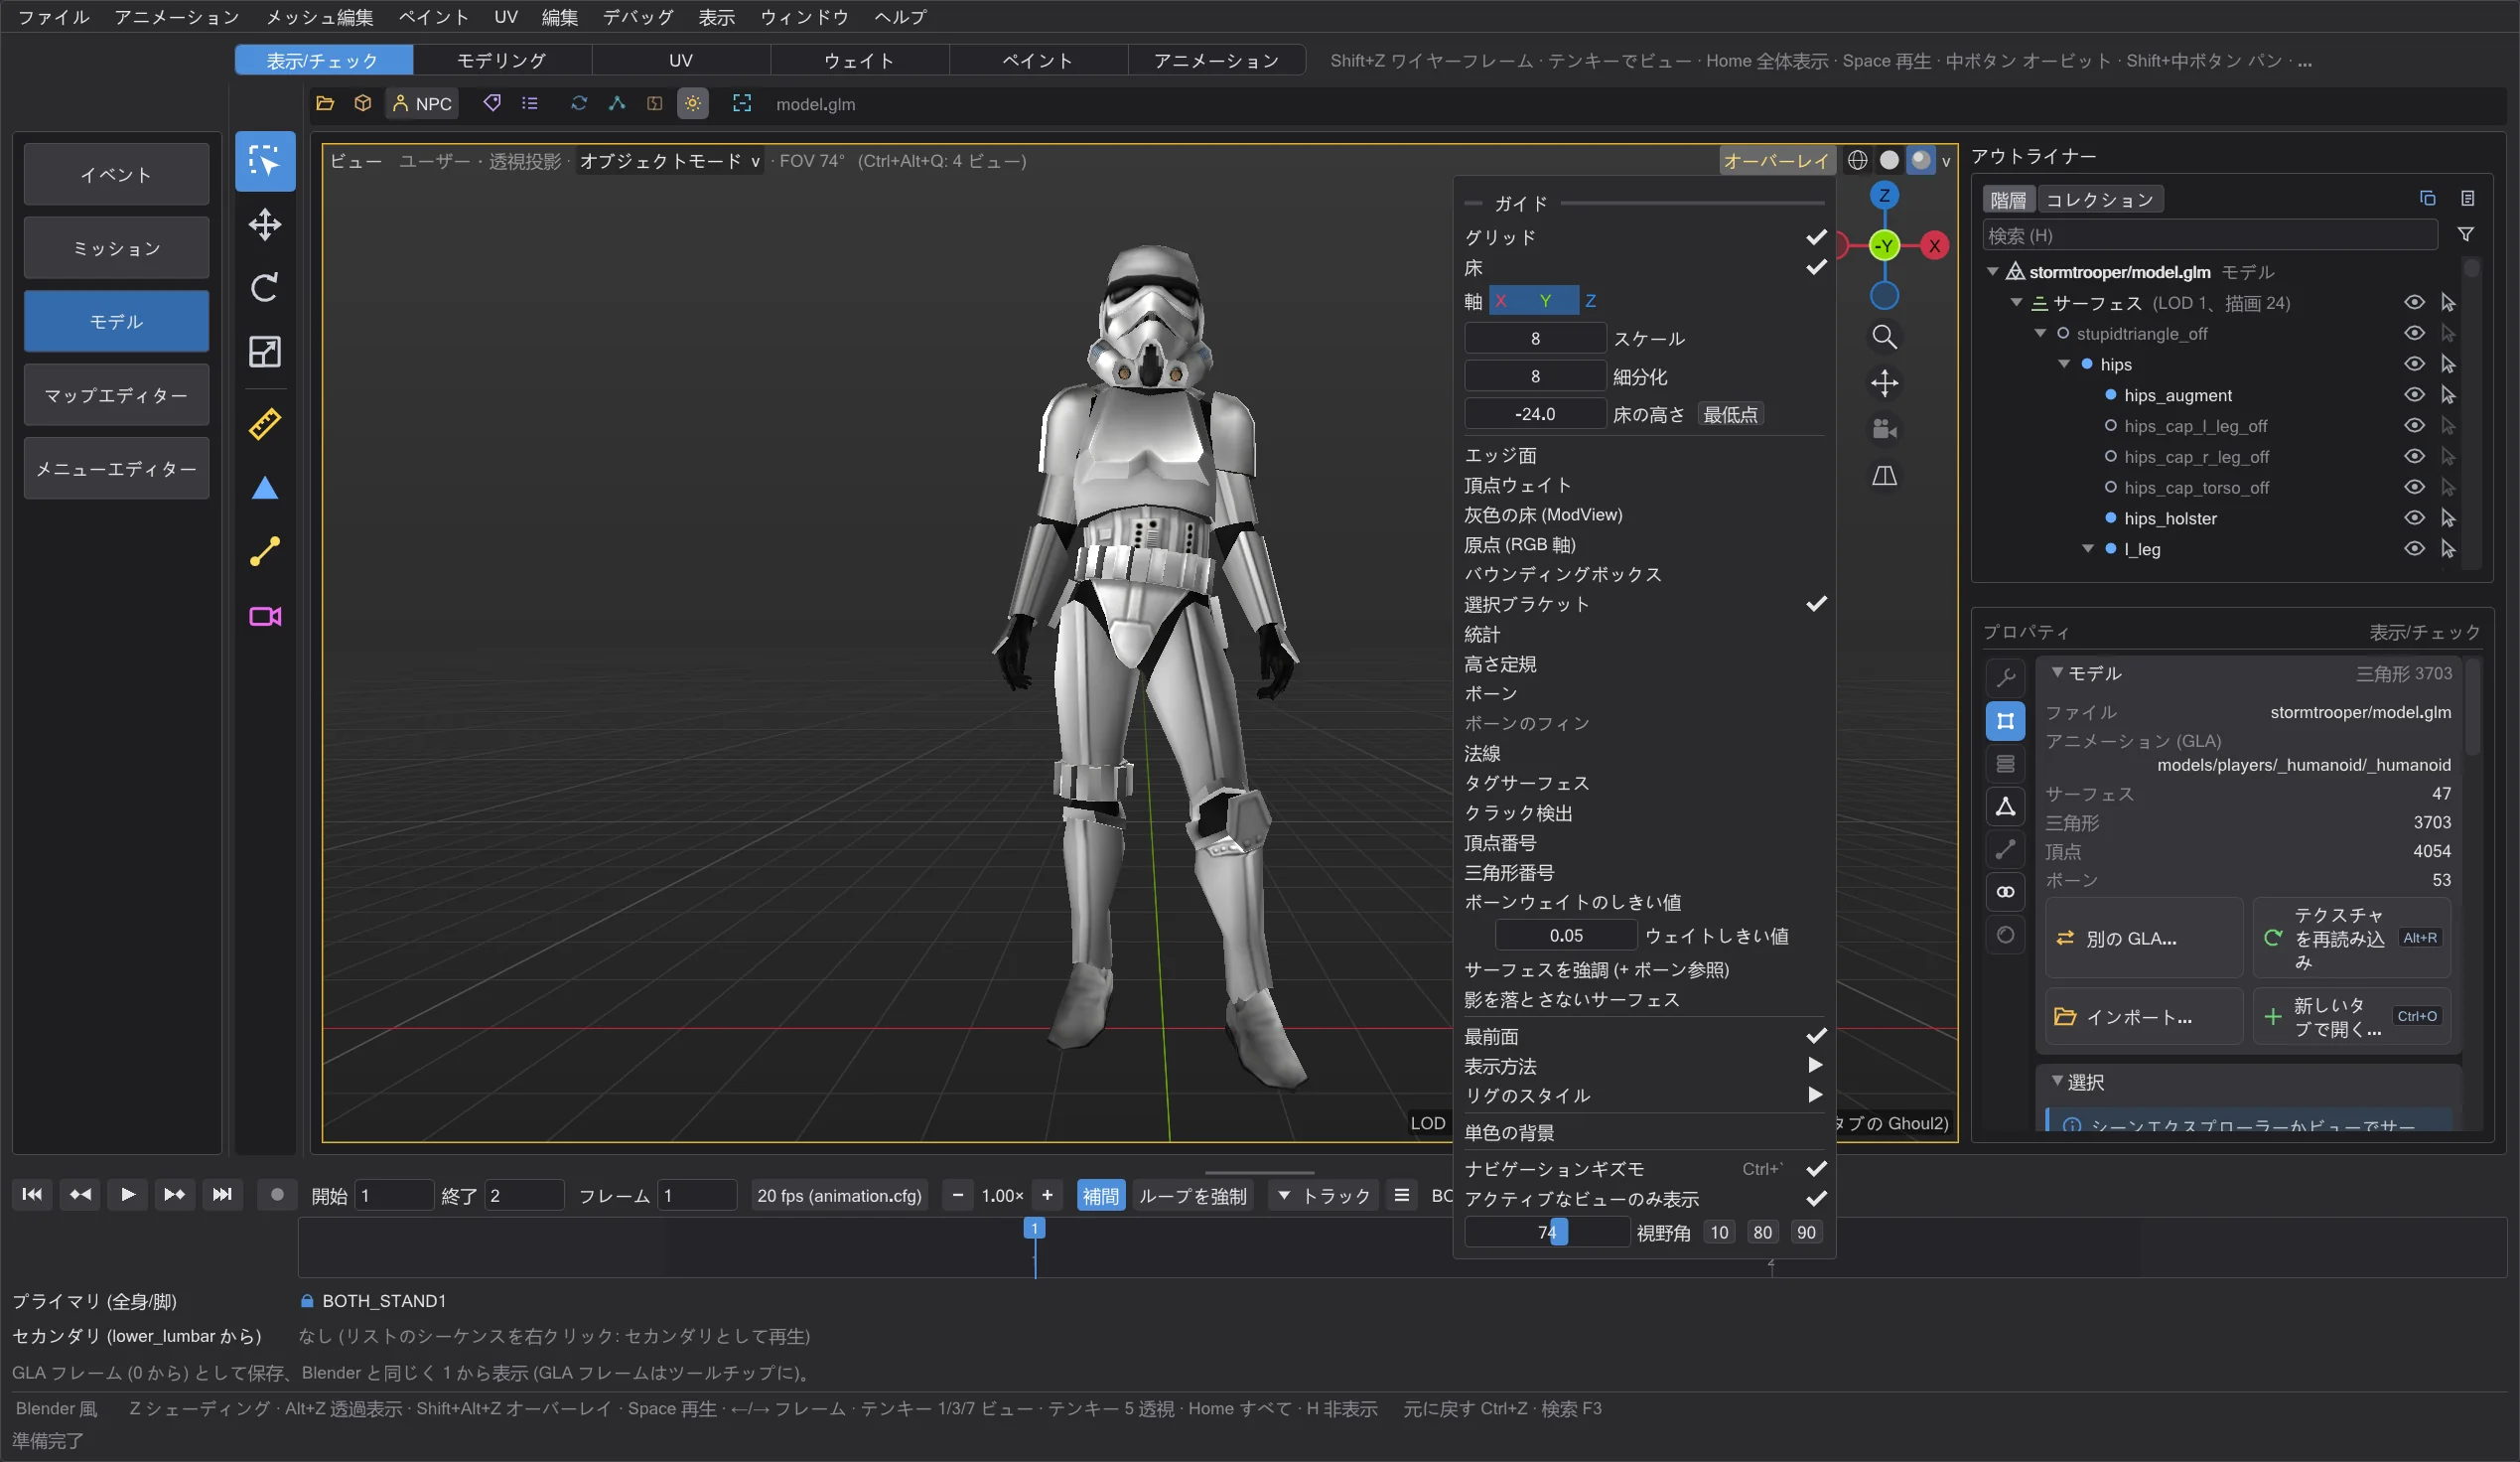 ファイル アニメーション メッシュ編集 ペイント UV 編集 デバッグ 表示 ウィンドウ ヘルプ
表示/チェック モデリング UV ウェイト ペイント アニメーション Shift+Z ワイヤーフレーム · テンキーでビュー · Home 全体表示 · Space 再生 · 中ボタン オービット · Shift+中ボタン パン · ...
NPC model.glm
イベント
ミッション
モデル
マップエディター
メニューエディター
ビュー ユーザー · 透視投影 · オブジェクトモード v · FOV 74° (Ctrl+Alt+Q: 4 ビュー)
オーバーレイ v
Z
-Y X
ガイド
グリッド
床
軸 X Y Z
8 スケール
8 細分化
-24.0 床の高さ 最低点
エッジ面
頂点ウェイト
灰色の床 (ModView)
原点 (RGB 軸)
バウンディングボックス
選択ブラケット
統計
高さ定規
ボーン
ボーンのフィン
法線
タグサーフェス
クラック検出
頂点番号
三角形番号
ボーンウェイトのしきい値
0.05 ウェイトしきい値
サーフェスを強調 (+ ボーン参照)
影を落とさないサーフェス
最前面
表示方法
リグのスタイル
単色の背景
ナビゲーションギズモ Ctrl+`
アクティブなビューのみ表示
74 視野角 10 80 90
LOD
タブの Ghoul2)
アウトライナー
階層 コレクション
検索 (H)
stormtrooper/model.glm モデル
サーフェス (LOD 1、描画 24)
stupidtriangle_off
hips
hips_augment
hips_cap_l_leg_off
hips_cap_r_leg_off
hips_cap_torso_off
hips_holster
l_leg
プロパティ 表示/チェック
モデル 三角形 3703
ファイル stormtrooper/model.glm
アニメーション (GLA)
models/players/_humanoid/_humanoid
サーフェス 47
三角形 3703
頂点 4054
ボーン 53
別の GLA...
テクスチャ
を再読み込
み
Alt+R
インポート...
新しいタ
ブで開く...
Ctrl+O
選択
シーンエクスプローラーかビューでサー
開始 1 終了 2 フレーム 1 20 fps (animation.cfg) − 1.00× + 補間 ループを強制 トラック BO
1
2
プライマリ (全身/脚) BOTH_STAND1
セカンダリ (lower_lumbar から) なし (リストのシーケンスを右クリック: セカンダリとして再生)
GLA フレーム (0 から) として保存、Blender と同じく 1 から表示 (GLA フレームはツールチップに)。
Blender 風 Z シェーディング · Alt+Z 透過表示 · Shift+Alt+Z オーバーレイ · Space 再生 · ←/→ フレーム · テンキー 1/3/7 ビュー · テンキー 5 透視 · Home すべて · H 非表示 元に戻す Ctrl+Z · 検索 F3
準備完了